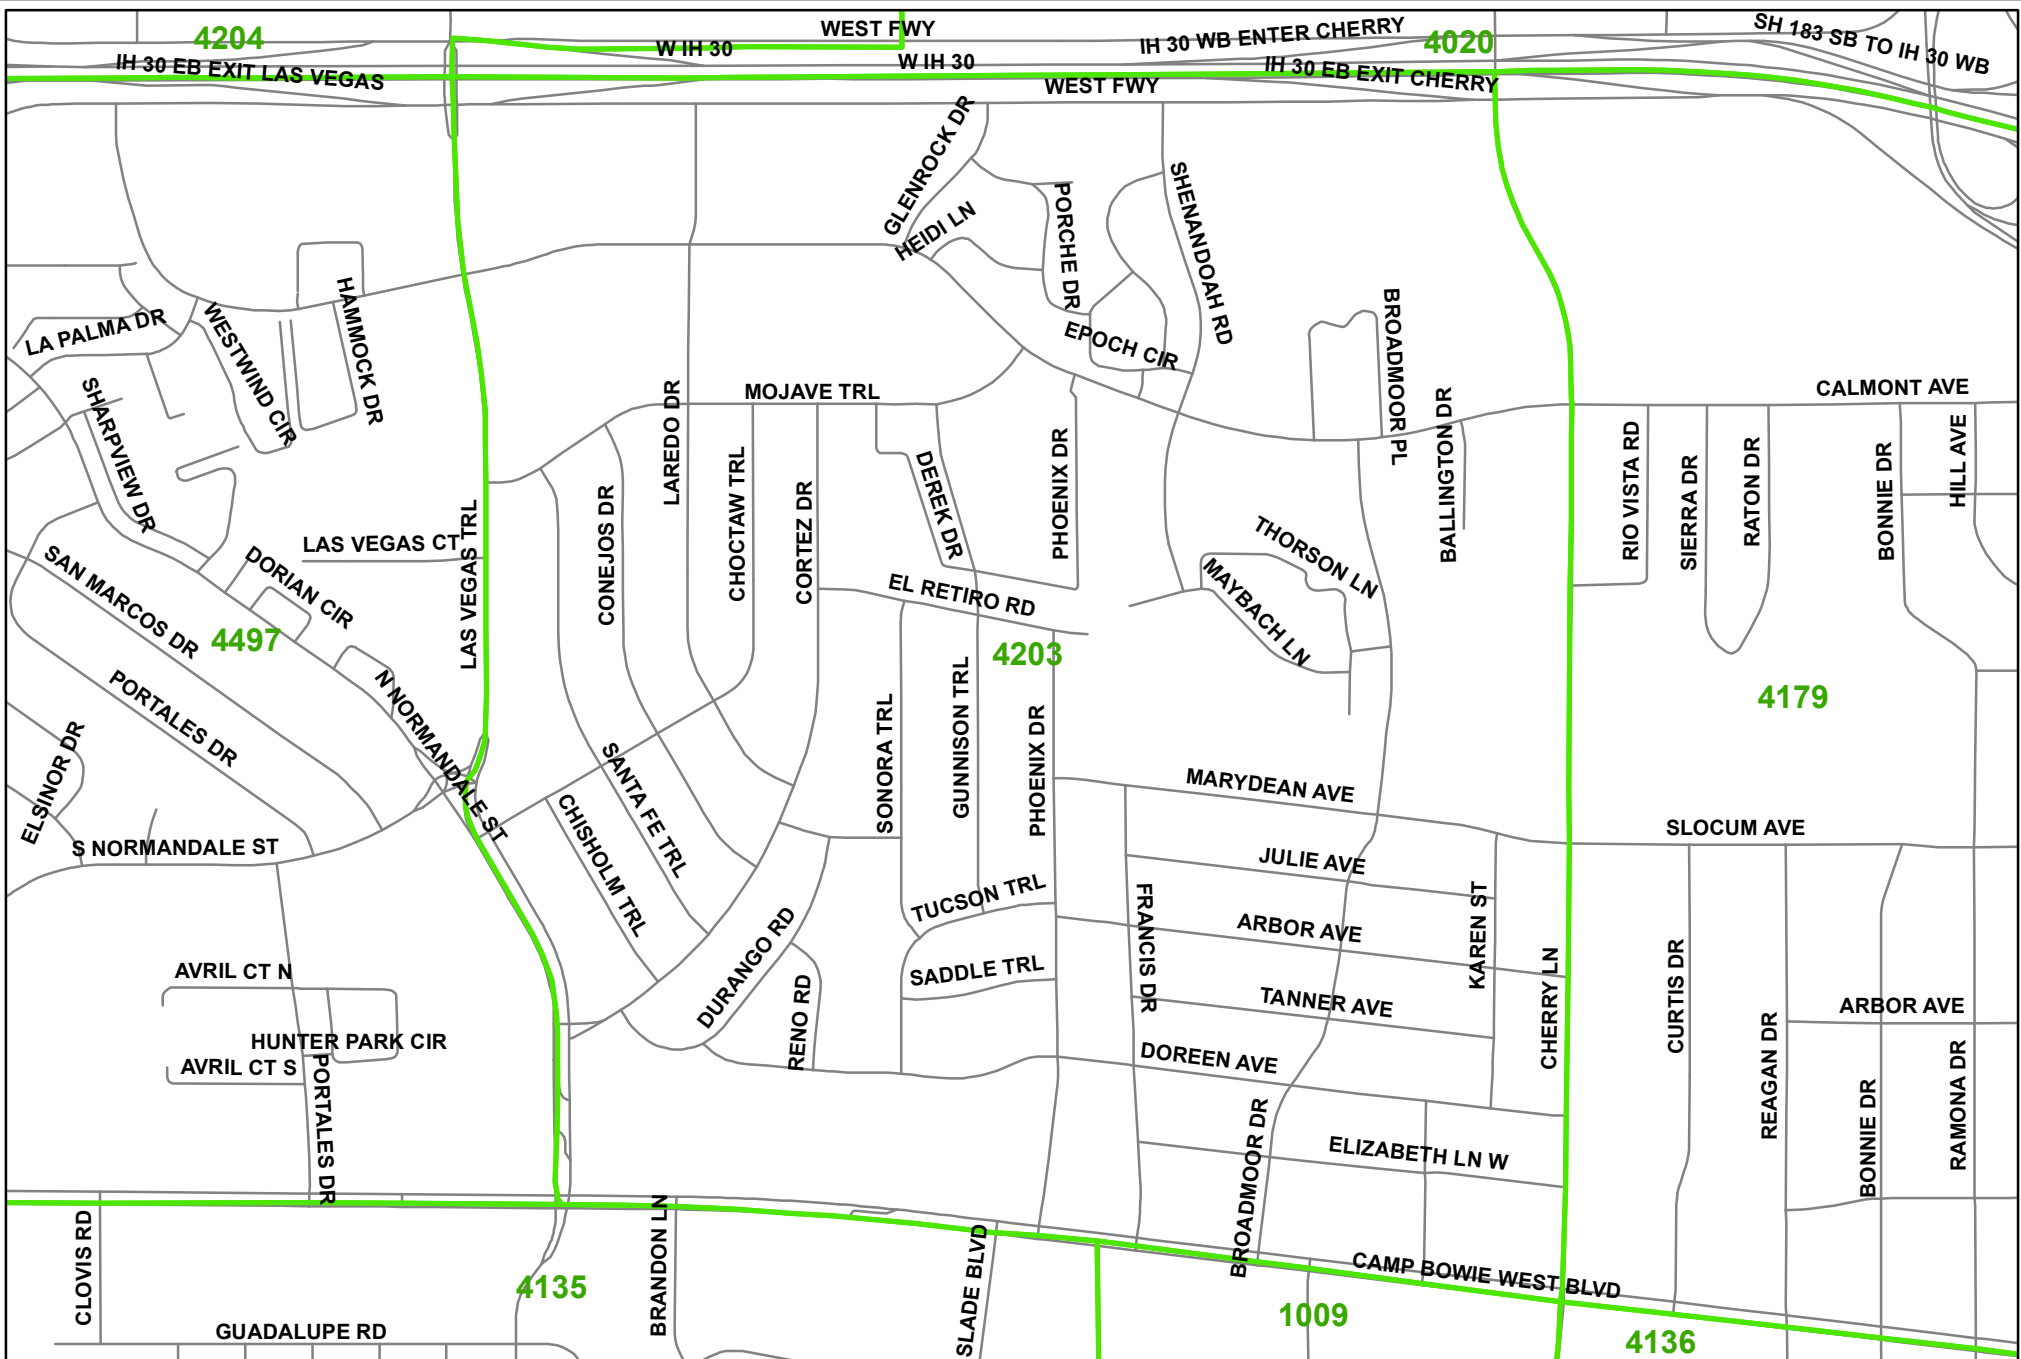 WEST FWY
4204
W IH 30
IH 30 WB ENTER CHERRY
4020
SH 183 SB TO IH 30 WB
IH 30 EB EXIT LAS VEGAS
W IH 30
IH 30 EB EXIT CHERRY
WEST FWY
GLENROCK DR
HEIDI LN
PORCHE DR
SHENANDOAH RD
HAMMOCK DR
LA PALMA DR
WESTWIND CIR
EPOCH CIR
BROADMOOR PL
SHARPVIEW DR
LAREDO DR
MOJAVE TRL
BALLINGTON DR
CALMONT AVE
PHOENIX DR
RIO VISTA RD
SIERRA DR
RATON DR
BONNIE DR
HILL AVE
CHOCTAW TRL
CONEJOS DR
CORTEZ DR
DEREK DR
LAS VEGAS TRL
LAS VEGAS CT
THORSON LN
MAYBACH LN
SAN MARCOS DR
DORIAN CIR
EL RETIRO RD
4497
4203
4179
PORTALES DR
N NORMANDALE ST
SONORA TRL
GUNNISON TRL
PHOENIX DR
ELSINOR DR
SANTA FE TRL
CHISHOLM TRL
MARYDEAN AVE
SLOCUM AVE
S NORMANDALE ST
JULIE AVE
TUCSON TRL
FRANCIS DR
ARBOR AVE
KAREN ST
CHERRY LN
CURTIS DR
DURANGO RD
AVRIL CT N
SADDLE TRL
RENO RD
TANNER AVE
ARBOR AVE
REAGAN DR
HUNTER PARK CIR
AVRIL CT S
PORTALES DR
DOREEN AVE
RAMONA DR
BONNIE DR
BROADMOOR DR
ELIZABETH LN W
CLOVIS RD
BRANDON LN
SLADE BLVD
CAMP BOWIE WEST BLVD
4135
1009
4136
GUADALUPE RD